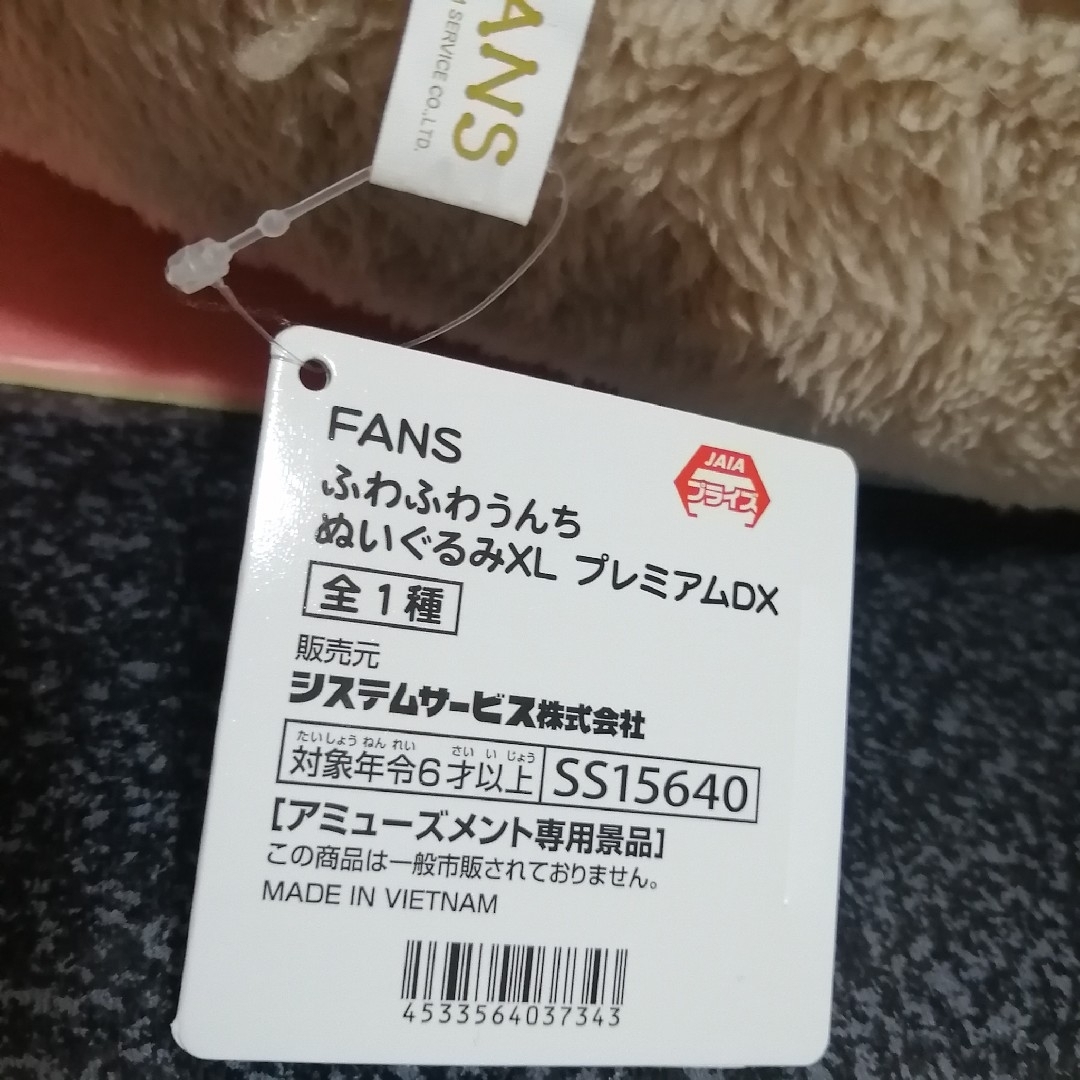 ANS
SERVICE CO.,LTD.
FANS
JAIA
プライズ
ふわふわうんち
ぬいぐるみXL プレミアムDX
全1種
販売元
システムサービス株式会社
たいしょう ねん れい さい い じょう
対象年令6才以上 SS15640
[アミューズメント専用景品]
この商品は一般市販されておりません。
MADE IN VIETNAM
4533564037343